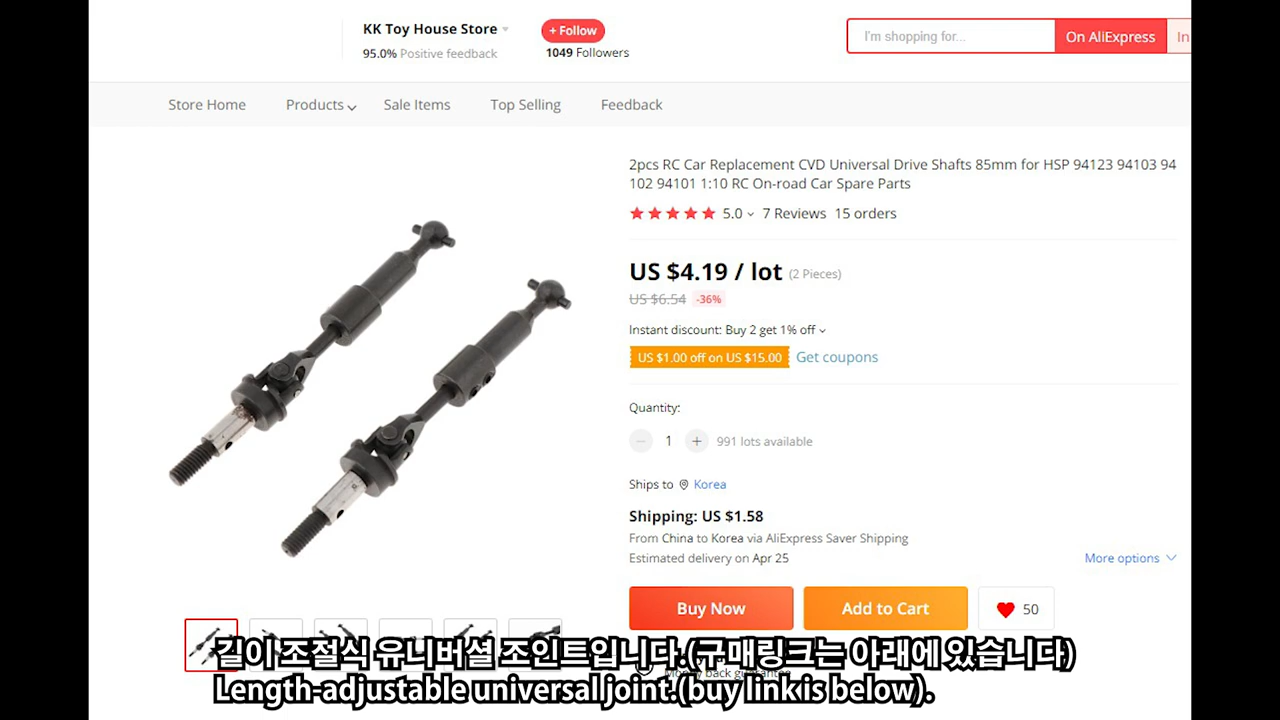 KK Toy House Store
+ Follow
95.0% Positive feedback
1049 Followers
I'm shopping for...
On AliExpress
In
Store Home
Products
Sale Items
Top Selling
Feedback
2pcs RC Car Replacement CVD Universal Drive Shafts 85mm for HSP 94123 94103 94
102 94101 1:10 RC On-road Car Spare Parts
5.0 7 Reviews 15 orders
US $4.19 / lot (2 Pieces)
US $6.54 -36%
Instant discount: Buy 2 get 1% off
US $1.00 off on US $15.00 Get coupons
Quantity:
− 1 + 991 lots available
Ships to Korea
Shipping: US $1.58
From China to Korea via AliExpress Saver Shipping
Estimated delivery on Apr 25
More options
Buy Now
Add to Cart
50
길이 조절식 유니버셜 조인트입니다.(구매링크는 아래에 있습니다)
Money back guarantee
Length-adjustable universal joint.(buy link is below).